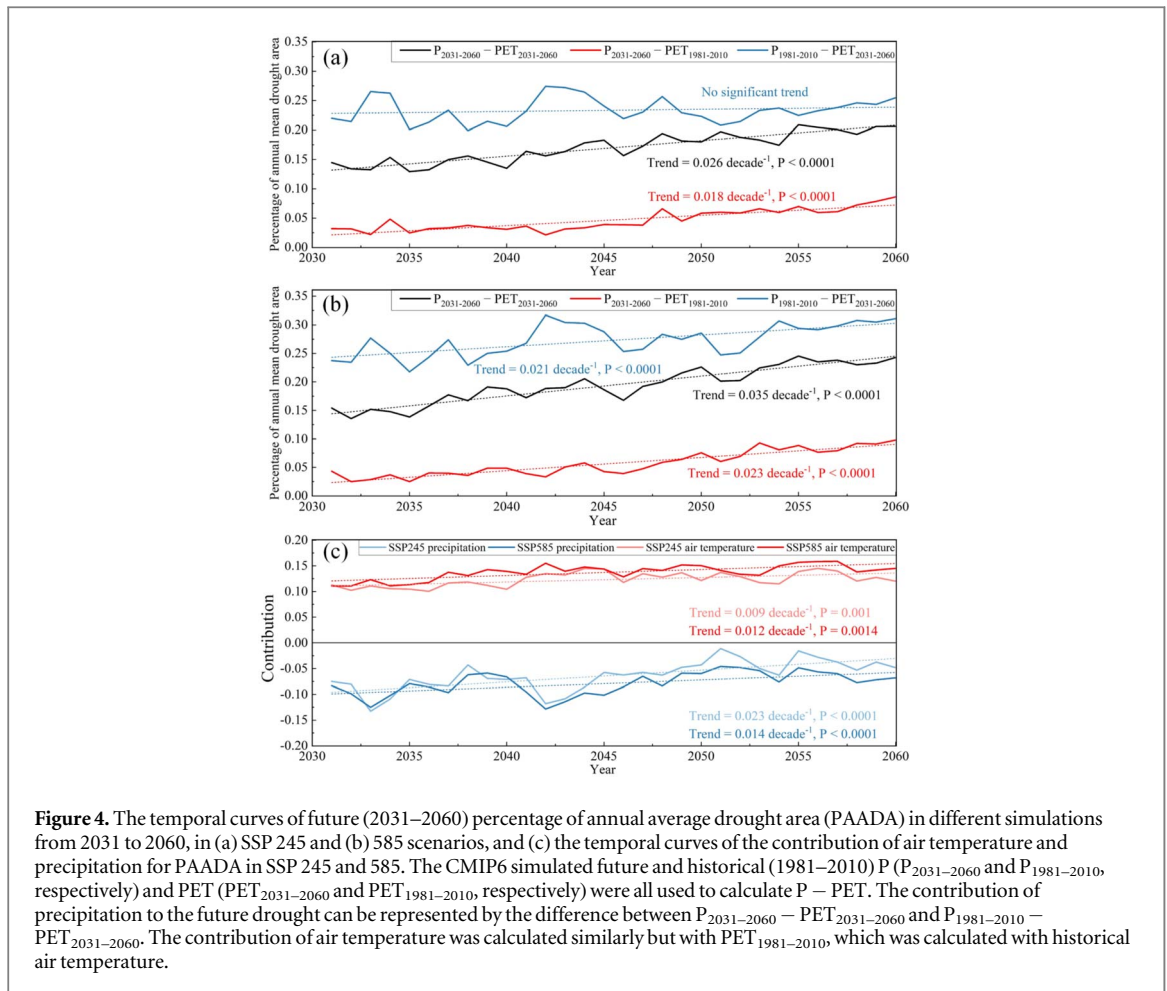 P2031-2060 − PET2031-2060 P2031-2060 − PET1981-2010 P1981-2010 − PET2031-2060
(a)
Percentage of annual mean drought area
0.35
0.30
0.25
0.20
0.15
0.10
0.05
0.00
No significant trend
Trend = 0.026 decade⁻¹, P < 0.0001
Trend = 0.018 decade⁻¹, P < 0.0001
2030 2035 2040 2045 2050 2055 2060
Year
P2031-2060 − PET2031-2060 P2031-2060 − PET1981-2010 P1981-2010 − PET2031-2060
(b)
Percentage of annual mean drought area
0.35
0.30
0.25
0.20
0.15
0.10
0.05
0.00
Trend = 0.021 decade⁻¹, P < 0.0001
Trend = 0.035 decade⁻¹, P < 0.0001
Trend = 0.023 decade⁻¹, P < 0.0001
2030 2035 2040 2045 2050 2055 2060
Year
SSP245 precipitation SSP585 precipitation SSP245 air temperature SSP585 air temperature
(c)
Contribution
0.20
0.15
0.10
0.05
0.00
-0.05
-0.10
-0.15
-0.20
Trend = 0.009 decade⁻¹, P = 0.001
Trend = 0.012 decade⁻¹, P = 0.0014
Trend = 0.023 decade⁻¹, P < 0.0001
Trend = 0.014 decade⁻¹, P < 0.0001
2030 2035 2040 2045 2050 2055 2060
Year
Figure 4. The temporal curves of future (2031–2060) percentage of annual average drought area (PAADA) in different simulations
from 2031 to 2060, in (a) SSP 245 and (b) 585 scenarios, and (c) the temporal curves of the contribution of air temperature and
precipitation for PAADA in SSP 245 and 585. The CMIP6 simulated future and historical (1981–2010) P (P2031–2060 and P1981–2010,
respectively) and PET (PET2031–2060 and PET1981–2010, respectively) were all used to calculate P − PET. The contribution of
precipitation to the future drought can be represented by the difference between P2031–2060 − PET2031–2060 and P1981–2010 −
PET2031–2060. The contribution of air temperature was calculated similarly but with PET1981–2010, which was calculated with historical
air temperature.